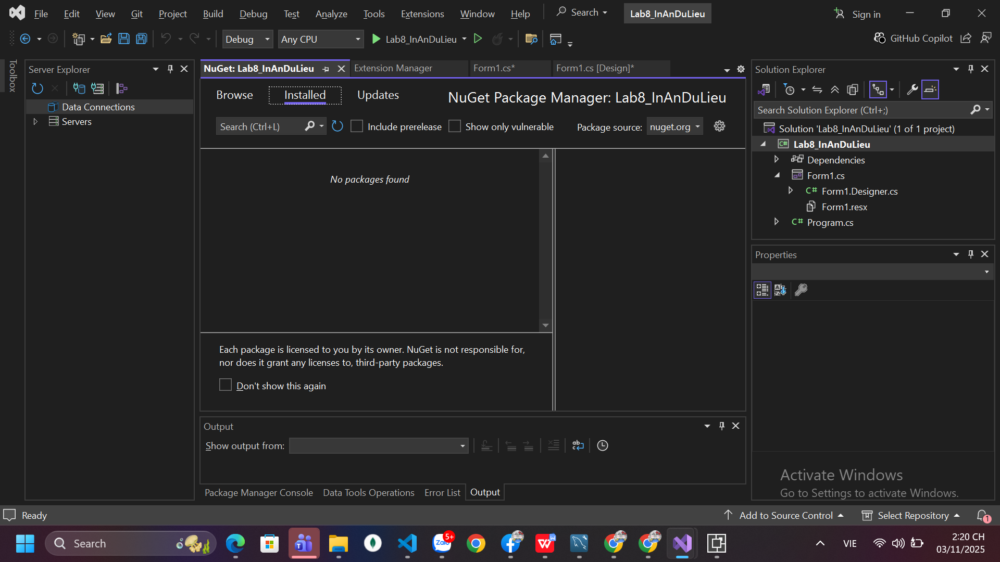 File Edit View Git Project Build Debug Test Analyze Tools Extensions Window Help Search Lab8_InAnDuLieu Sign in
Debug Any CPU Lab8_InAnDuLieu GitHub Copilot
Toolbox
Server Explorer
Data Connections
Servers
NuGet: Lab8_InAnDuLieu Extension Manager Form1.cs* Form1.cs [Design]*
Browse Installed Updates NuGet Package Manager: Lab8_InAnDuLieu
Search (Ctrl+L) Include prerelease Show only vulnerable Package source: nuget.org
No packages found
Each package is licensed to you by its owner. NuGet is not responsible for,
nor does it grant any licenses to, third-party packages.
Don't show this again
Output
Show output from:
Package Manager Console Data Tools Operations Error List Output
Solution Explorer
Search Solution Explorer (Ctrl+;)
Solution 'Lab8_InAnDuLieu' (1 of 1 project)
C# Lab8_InAnDuLieu
Dependencies
Form1.cs
C# Form1.Designer.cs
Form1.resx
C# Program.cs
Properties
Activate Windows
Go to Settings to activate Windows.
Ready Add to Source Control Select Repository 1
Search Zalo 5+ VIE 2:20 CH
03/11/2025